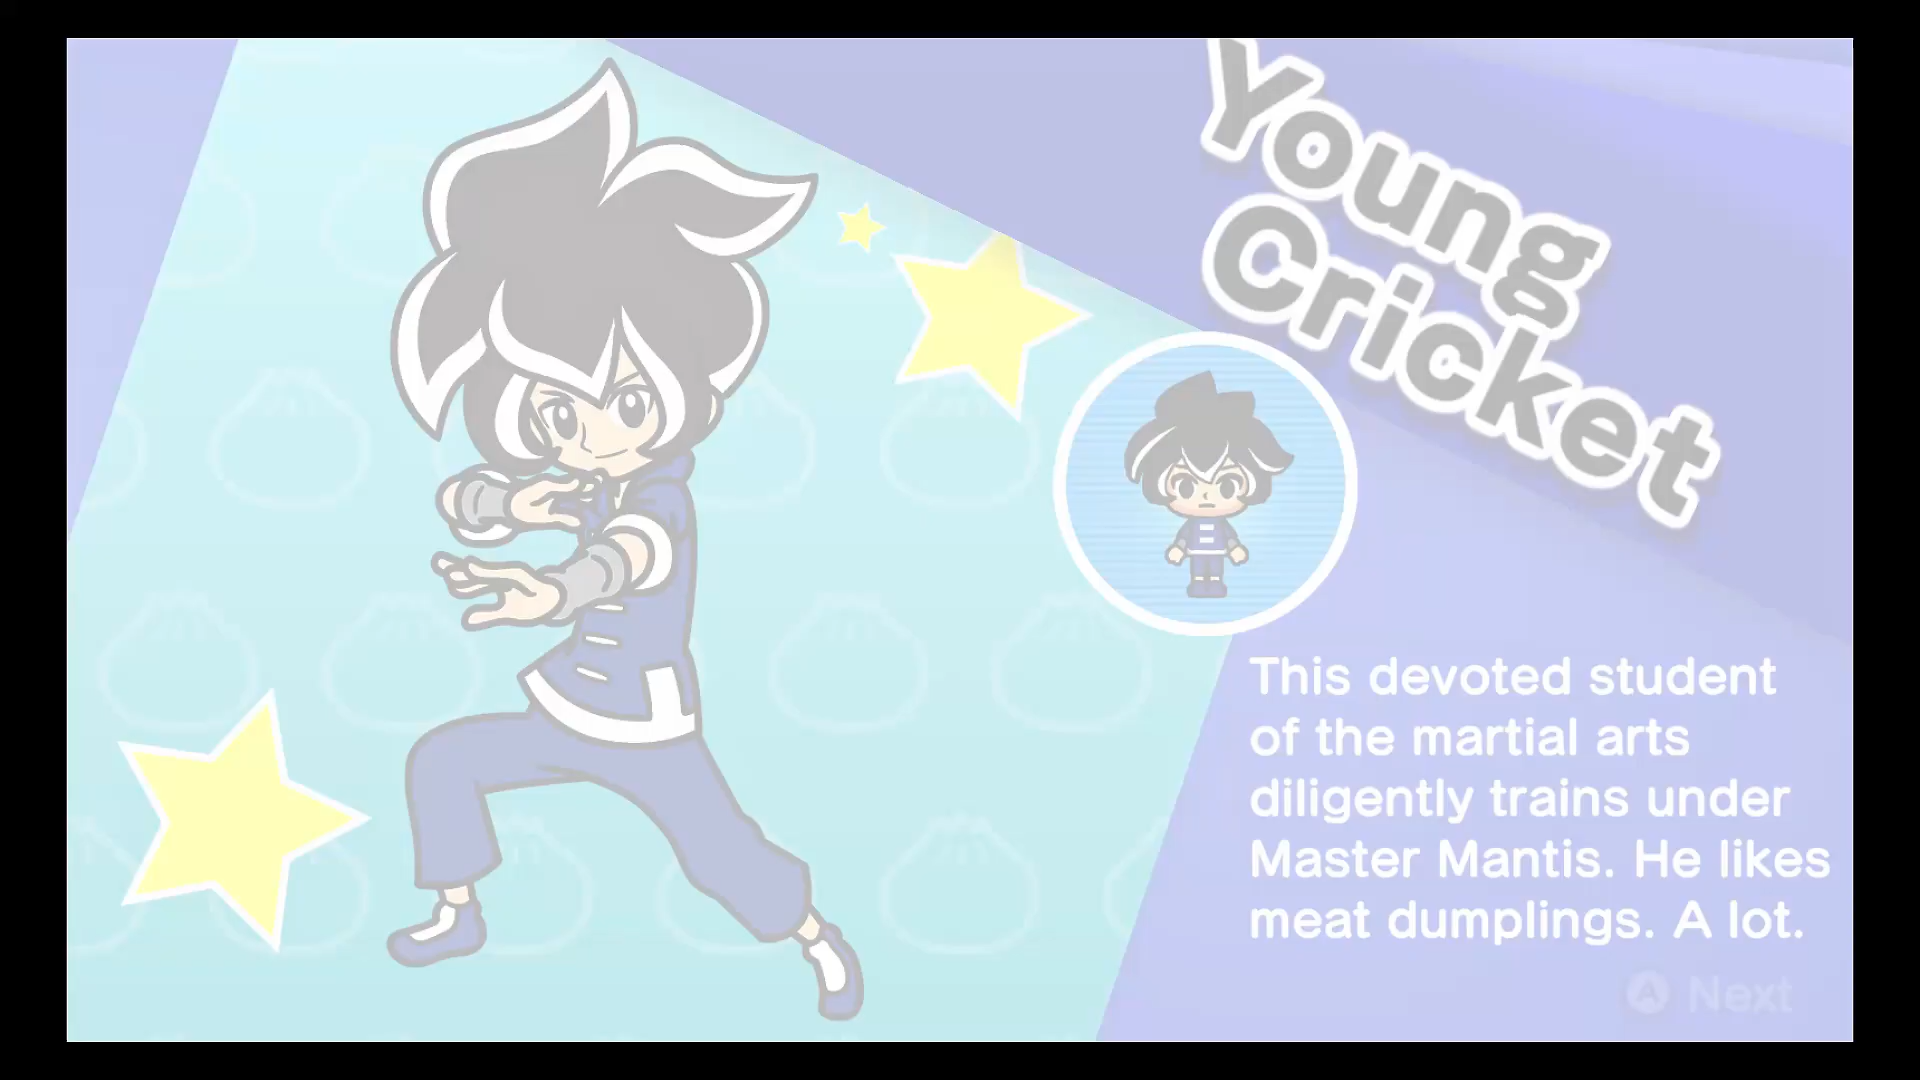 Young
Cricket
This devoted student
of the martial arts
diligently trains under
Master Mantis. He likes
meat dumplings. A lot.
A Next